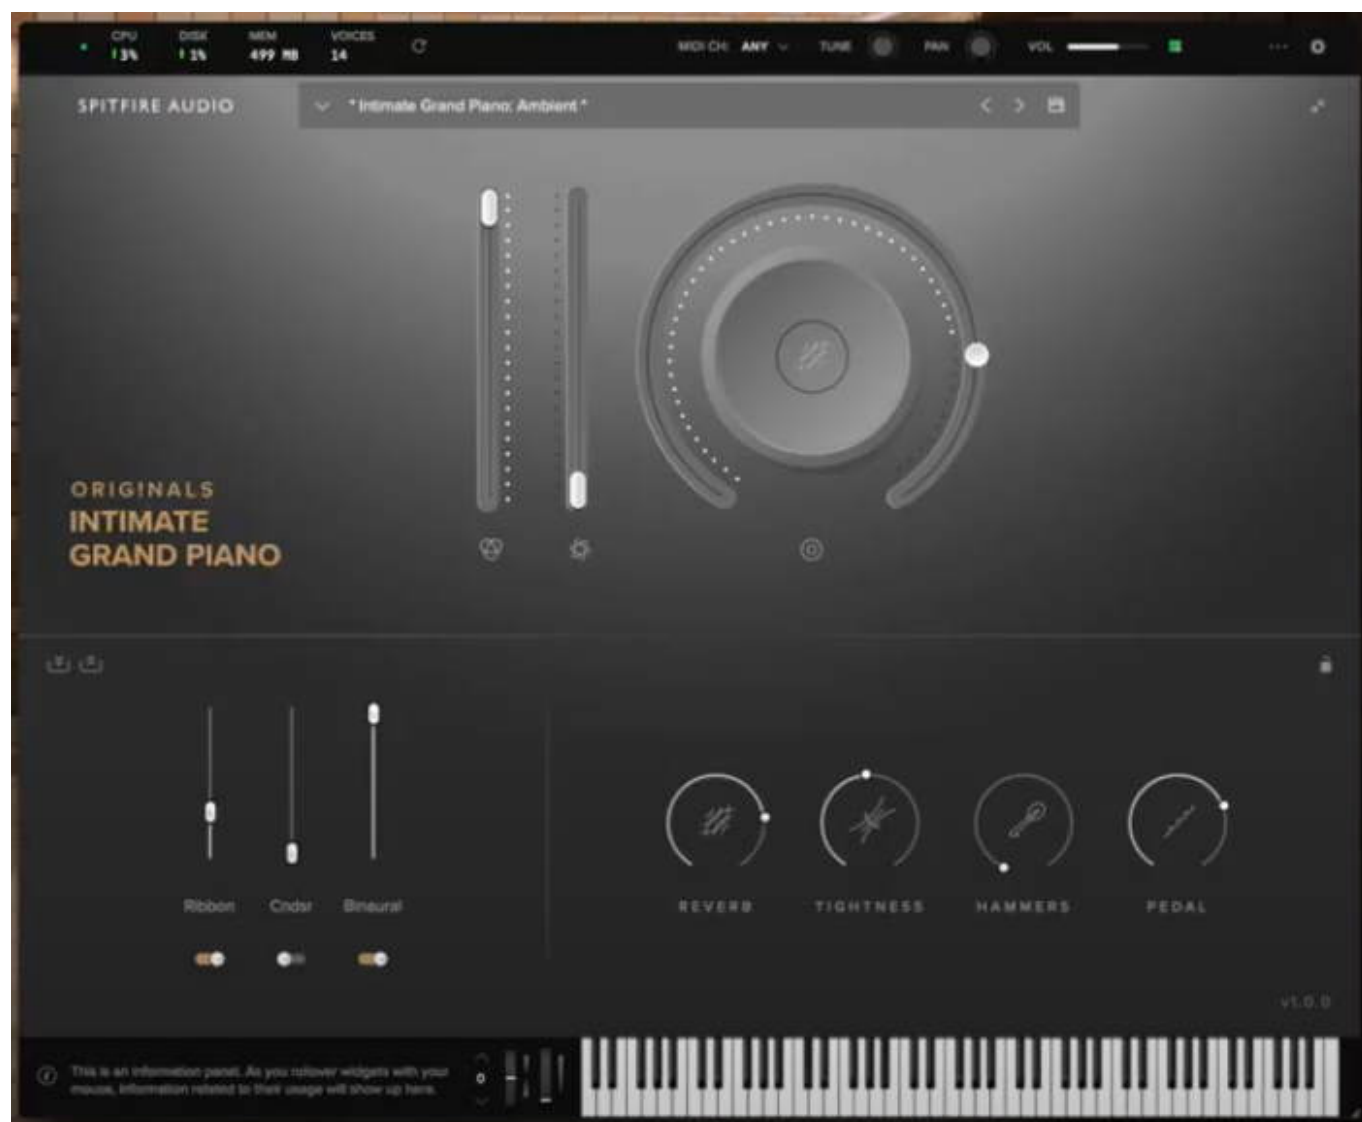 CPU DISK MEM VOICES
3% 1% 499 MB 14
MIDI CH: ANY TUNE PAN VOL
SPITFIRE AUDIO
" Intimate Grand Piano: Ambient "
ORIGINALS
INTIMATE
GRAND PIANO
Ribbon Cndsr Binaural
REVERB TIGHTNESS HAMMERS PEDAL
v1.0.0
This is an information panel. As you rollover widgets with your
mouse, information related to their usage will show up here.
0